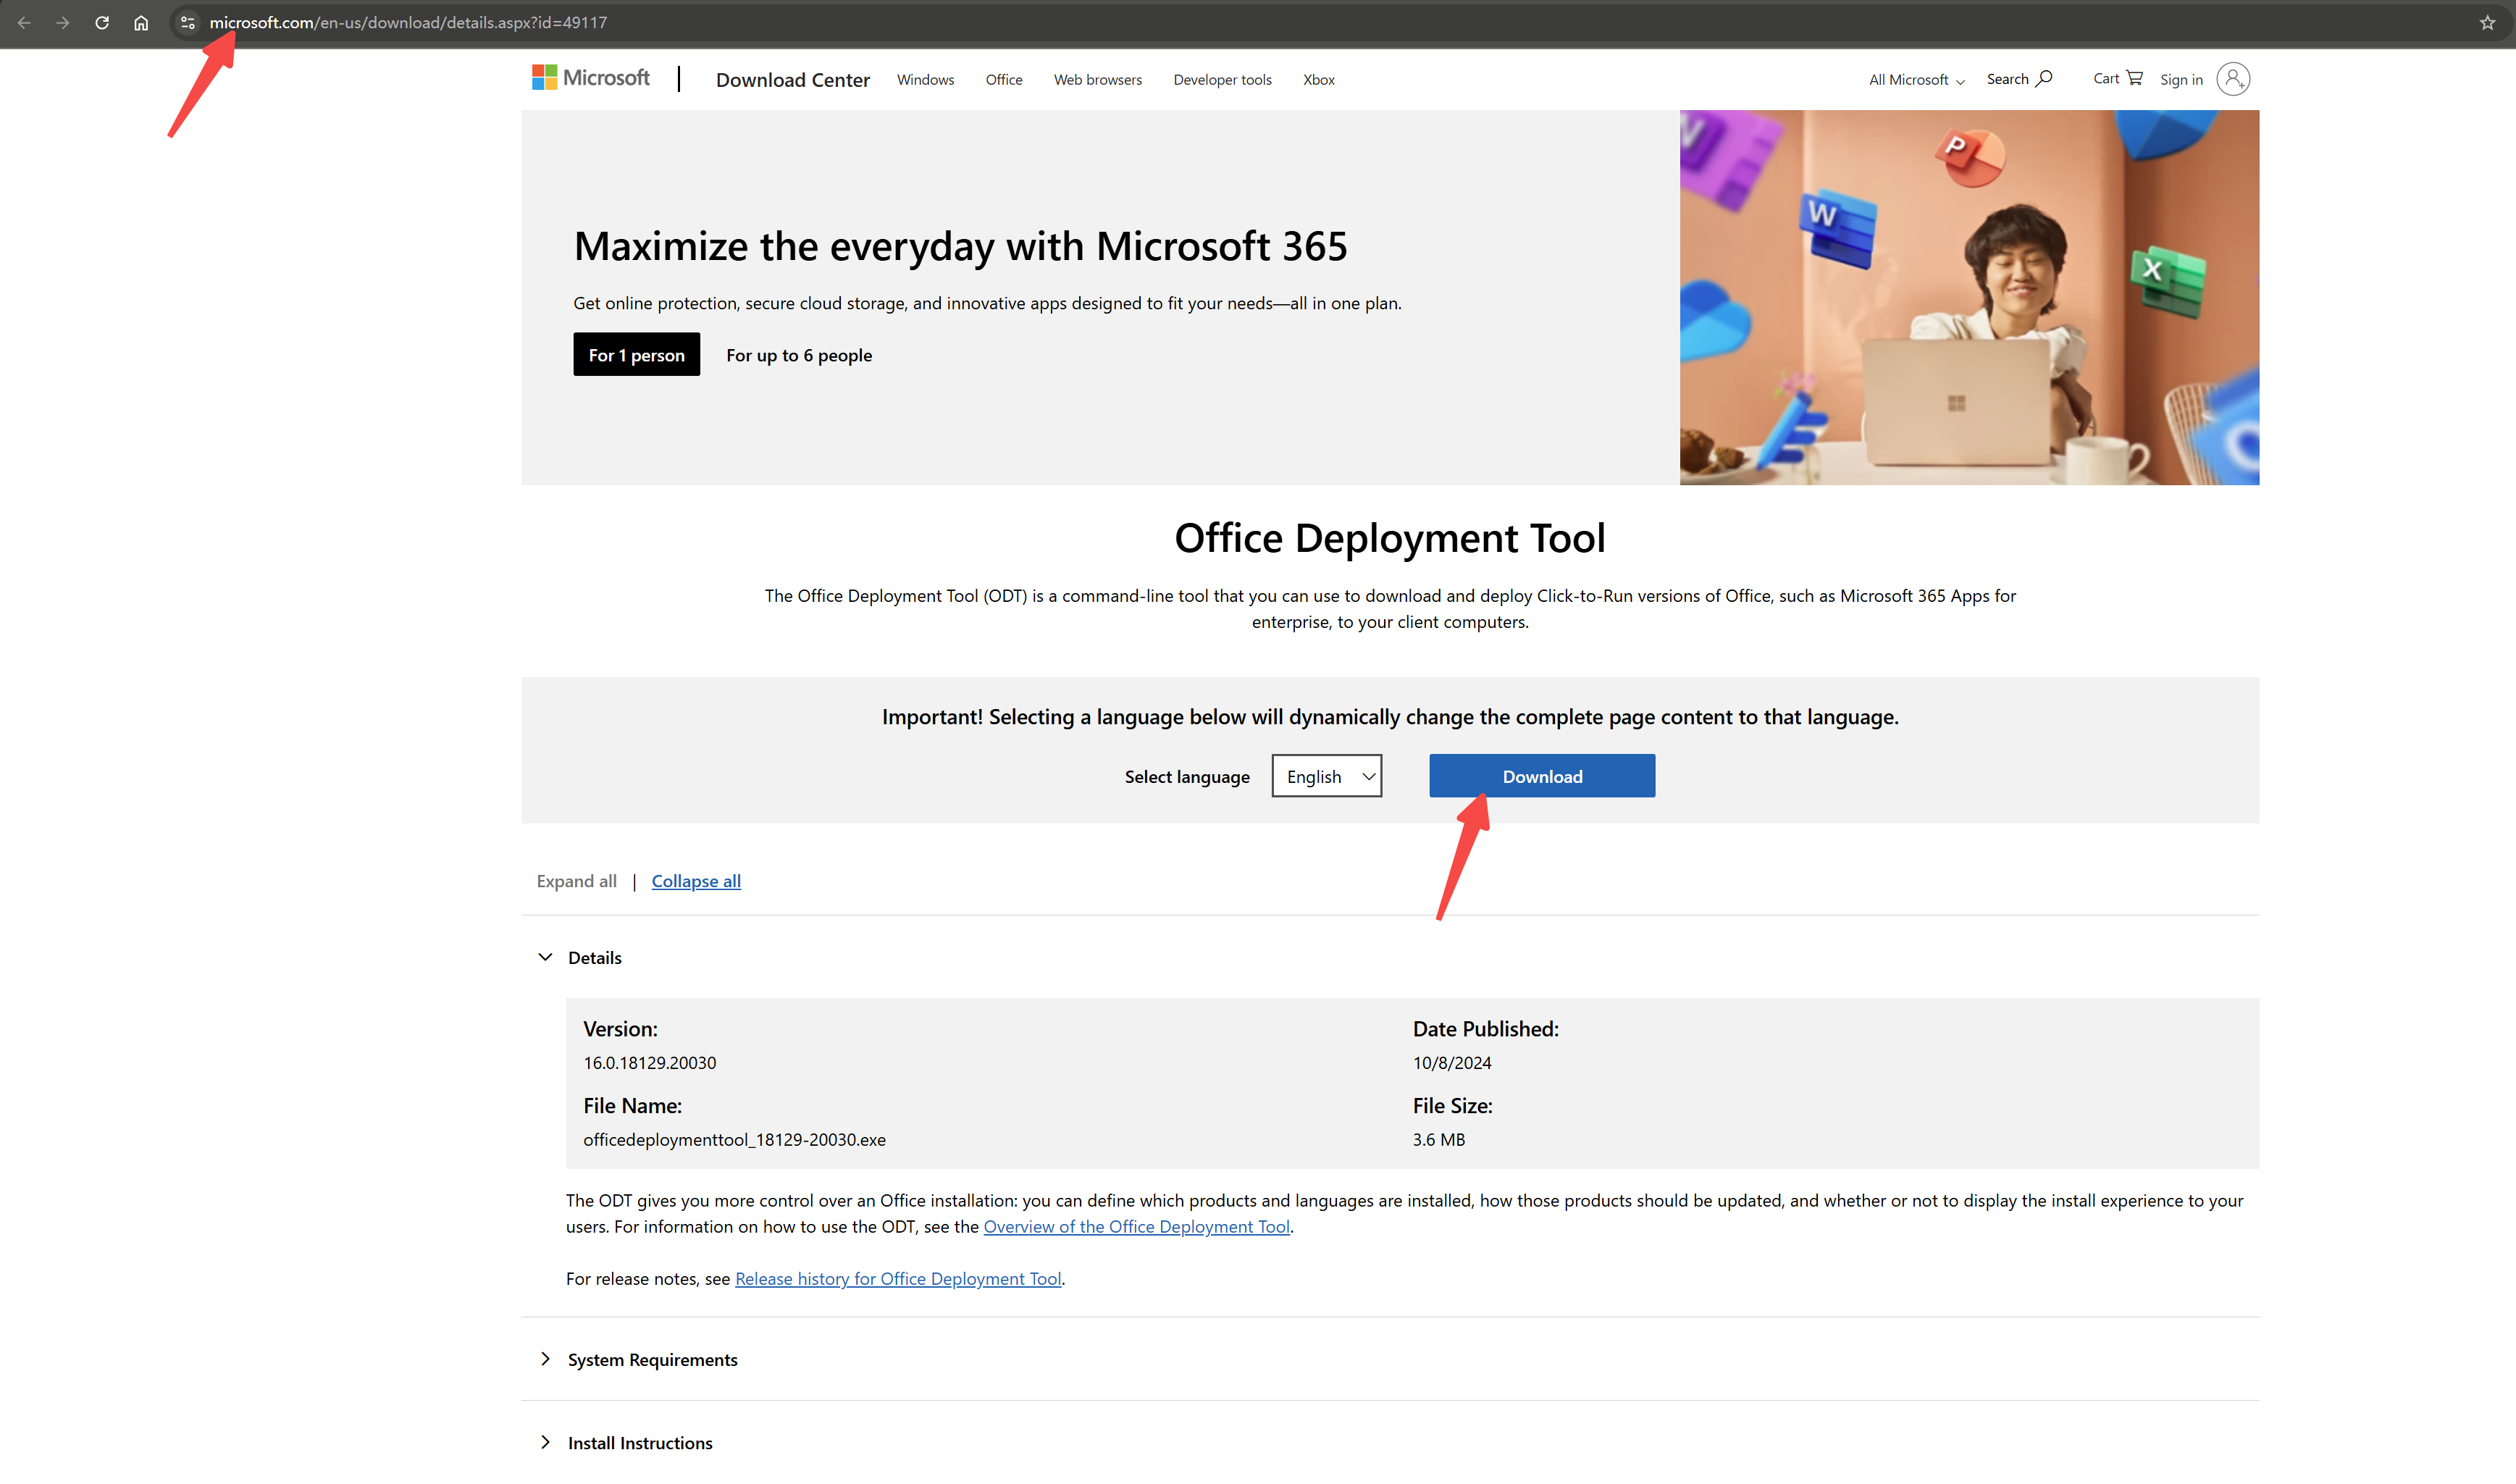 microsoft.com/en-us/download/details.aspx?id=49117
Microsoft
Download Center
Windows
Office
Web browsers
Developer tools
Xbox
All Microsoft
Search
Cart
Sign in
Maximize the everyday with Microsoft 365
Get online protection, secure cloud storage, and innovative apps designed to fit your needs—all in one plan.
For 1 person
For up to 6 people
N
P
W
X
Office Deployment Tool
The Office Deployment Tool (ODT) is a command-line tool that you can use to download and deploy Click-to-Run versions of Office, such as Microsoft 365 Apps for
enterprise, to your client computers.
Important! Selecting a language below will dynamically change the complete page content to that language.
Select language
English
Download
Expand all | Collapse all
Details
Version:
16.0.18129.20030
Date Published:
10/8/2024
File Name:
officedeploymenttool_18129-20030.exe
File Size:
3.6 MB
The ODT gives you more control over an Office installation: you can define which products and languages are installed, how those products should be updated, and whether or not to display the install experience to your
users. For information on how to use the ODT, see the Overview of the Office Deployment Tool.
For release notes, see Release history for Office Deployment Tool.
System Requirements
Install Instructions